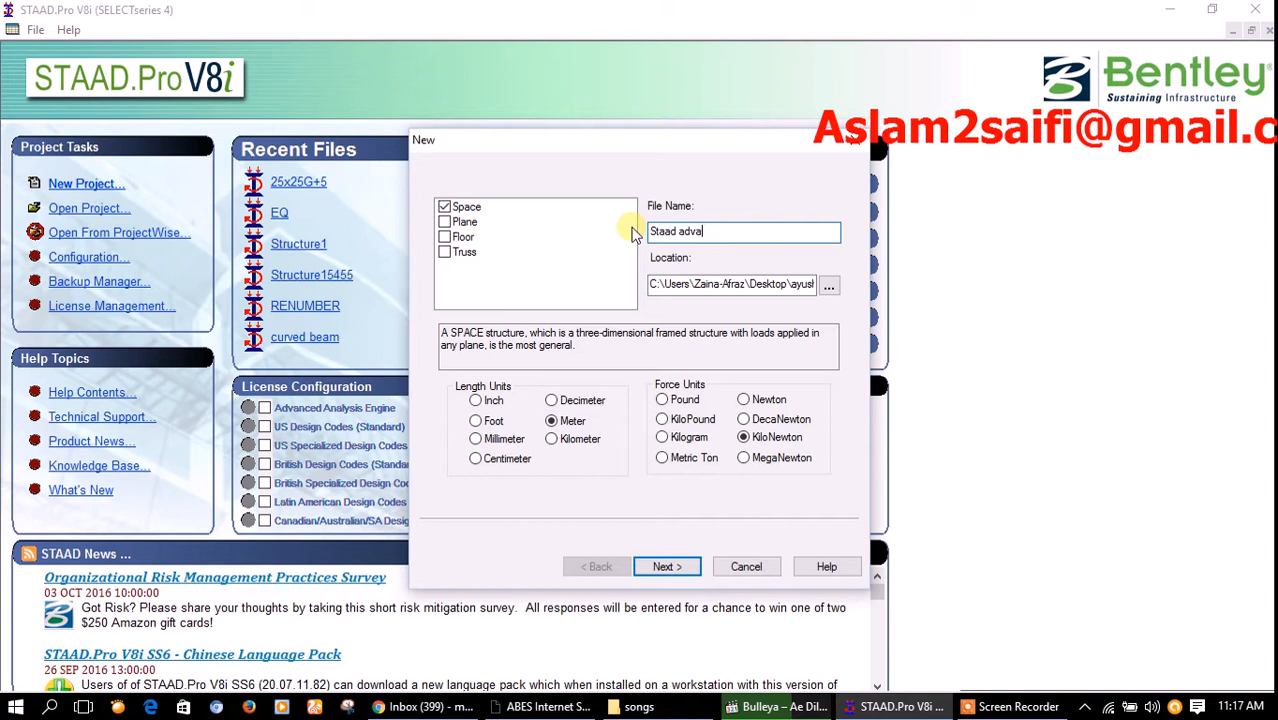 STAAD.Pro V8i (SELECTseries 4)
File Help
STAAD.Pro V8i
Bentley
Sustaining Infrastructure
Aslam2saifi@gmail.c
Project Tasks
New Project...
Open Project...
Open From ProjectWise...
Configuration...
Backup Manager...
License Management...
Recent Files
25x25G+5
EQ
Structure1
Structure15455
RENUMBER
curved beam
Help Topics
Help Contents...
Technical Support...
Product News...
Knowledge Base...
What's New
License Configuration
Advanced Analysis Engine
US Design Codes (Standard)
US Specialized Design Codes
British Design Codes (Standa
British Specialized Design Co
Latin American Design Codes
Canadian/Australian/SA Desig
New
Space
Plane
Floor
Truss
File Name:
Staad adva
Location:
C:\Users\Zaina-Afraz\Desktop\ayusl
...
A SPACE structure, which is a three-dimensional framed structure with loads applied in
any plane, is the most general.
Length Units
Inch
Decimeter
Foot
Meter
Millimeter
Kilometer
Centimeter
Force Units
Pound
Newton
KiloPound
DecaNewton
Kilogram
KiloNewton
Metric Ton
MegaNewton
< Back
Next >
Cancel
Help
STAAD News ...
Organizational Risk Management Practices Survey
03 OCT 2016 10:00:00
Got Risk? Please share your thoughts by taking this short risk mitigation survey. All responses will be entered for a chance to win one of two
$250 Amazon gift cards!
STAAD.Pro V8i SS6 - Chinese Language Pack
26 SEP 2016 13:00:00
Users of of STAAD.Pro V8i SS6 (20.07.11.82) can download a new language pack which when installed on a workstation with this version of
Inbox (399) - m...
ABES Internet S...
songs
Bulleya – Ae Dil...
STAAD.Pro V8i ...
Screen Recorder
11:17 AM